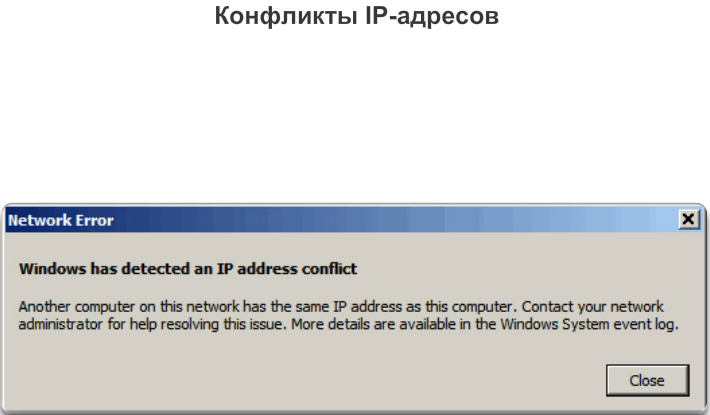 Конфликты IP-адресов
Network Error
Windows has detected an IP address conflict
Another computer on this network has the same IP address as this computer. Contact your network
administrator for help resolving this issue. More details are available in the Windows System event log.
Close